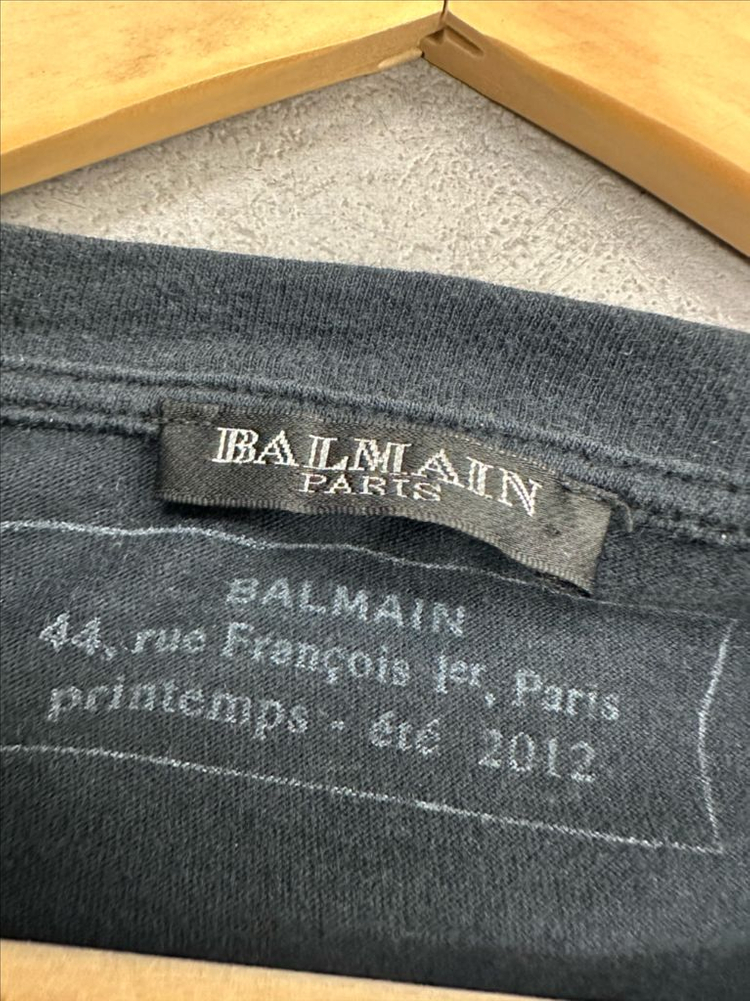 BALMAIN
PARIS
BALMAIN
44, rue François 1er, Paris
printemps - été 2012